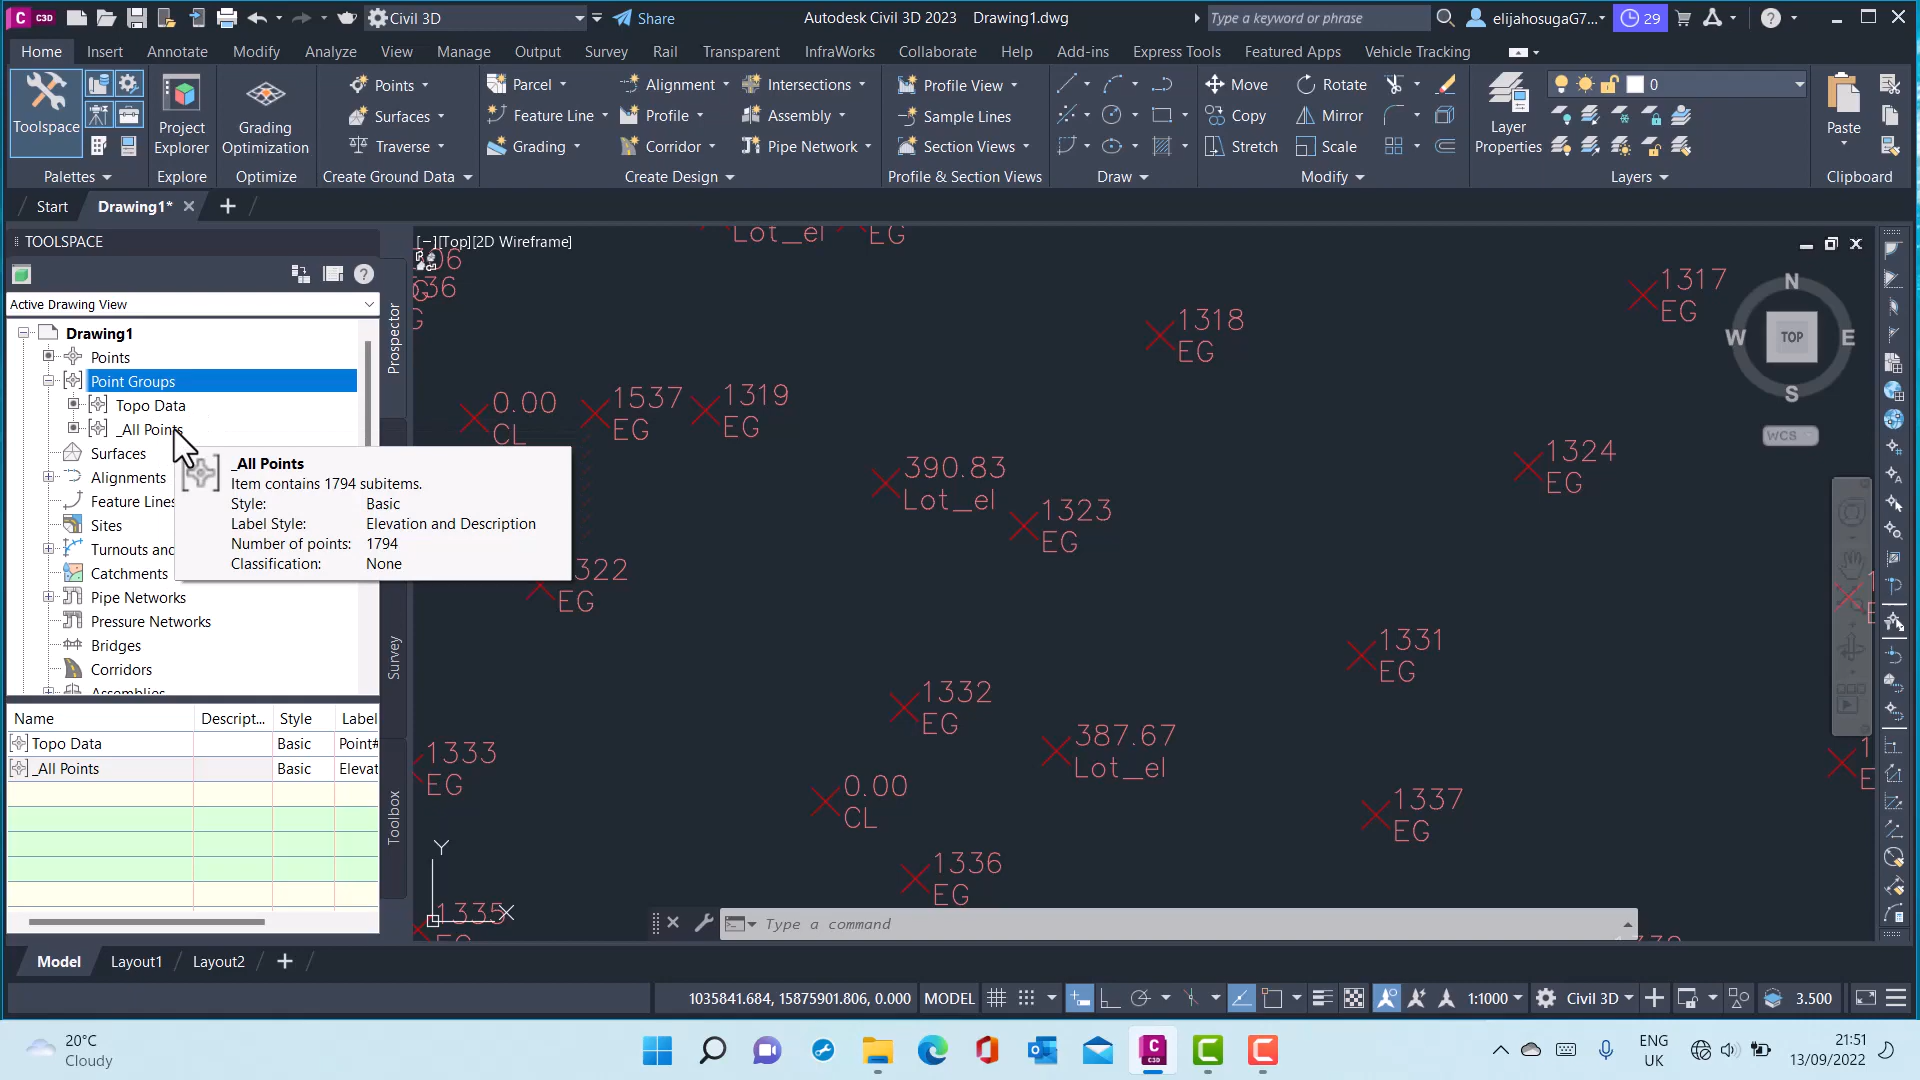 C3D
Civil 3D
Share
Autodesk Civil 3D 2023 Drawing1.dwg
Type a keyword or phrase
elijahosugaG7...
29
Home Insert Annotate Modify Analyze View Manage Output Survey Rail Transparent InfraWorks Collaborate Help Add-ins Express Tools Featured Apps Vehicle Tracking
Toolspace
Project Explorer
Grading Optimization
Points
Surfaces
Traverse
Parcel
Feature Line
Grading
Alignment
Profile
Corridor
Intersections
Assembly
Pipe Network
Profile View
Sample Lines
Section Views
Move
Copy
Stretch
Rotate
Mirror
Scale
Layer Properties
0
Paste
Palettes
Explore
Optimize
Create Ground Data
Create Design
Profile & Section Views
Draw
Modify
Layers
Clipboard
Start
Drawing1*
TOOLSPACE
Active Drawing View
Drawing1
Points
Point Groups
Topo Data
_All Points
Surfaces
Alignments
Feature Lines
Sites
Turnouts and
Catchments
Pipe Networks
Pressure Networks
Bridges
Corridors
Assemblies
_All Points
Item contains 1794 subitems.
Style: Basic
Label Style: Elevation and Description
Number of points: 1794
Classification: None
Prospector
Survey
Toolbox
Name Descript... Style Label
Topo Data Basic Point#
_All Points Basic Elevat
[−][Top][2D Wireframe]
Lot_el
EG
1317
EG
1318
EG
0.00
CL
1537
EG
1319
EG
390.83
Lot_el
1323
EG
1324
EG
322
EG
1331
EG
1332
EG
387.67
Lot_el
1333
EG
0.00
CL
1337
EG
1336
EG
1335
N
W
TOP
E
S
WCS
Y
X
Type a command
Model Layout1 Layout2
1035841.684, 15875901.806, 0.000 MODEL
1:1000
Civil 3D
3.500
20°C
Cloudy
C3D
ENG
UK
21:51
13/09/2022